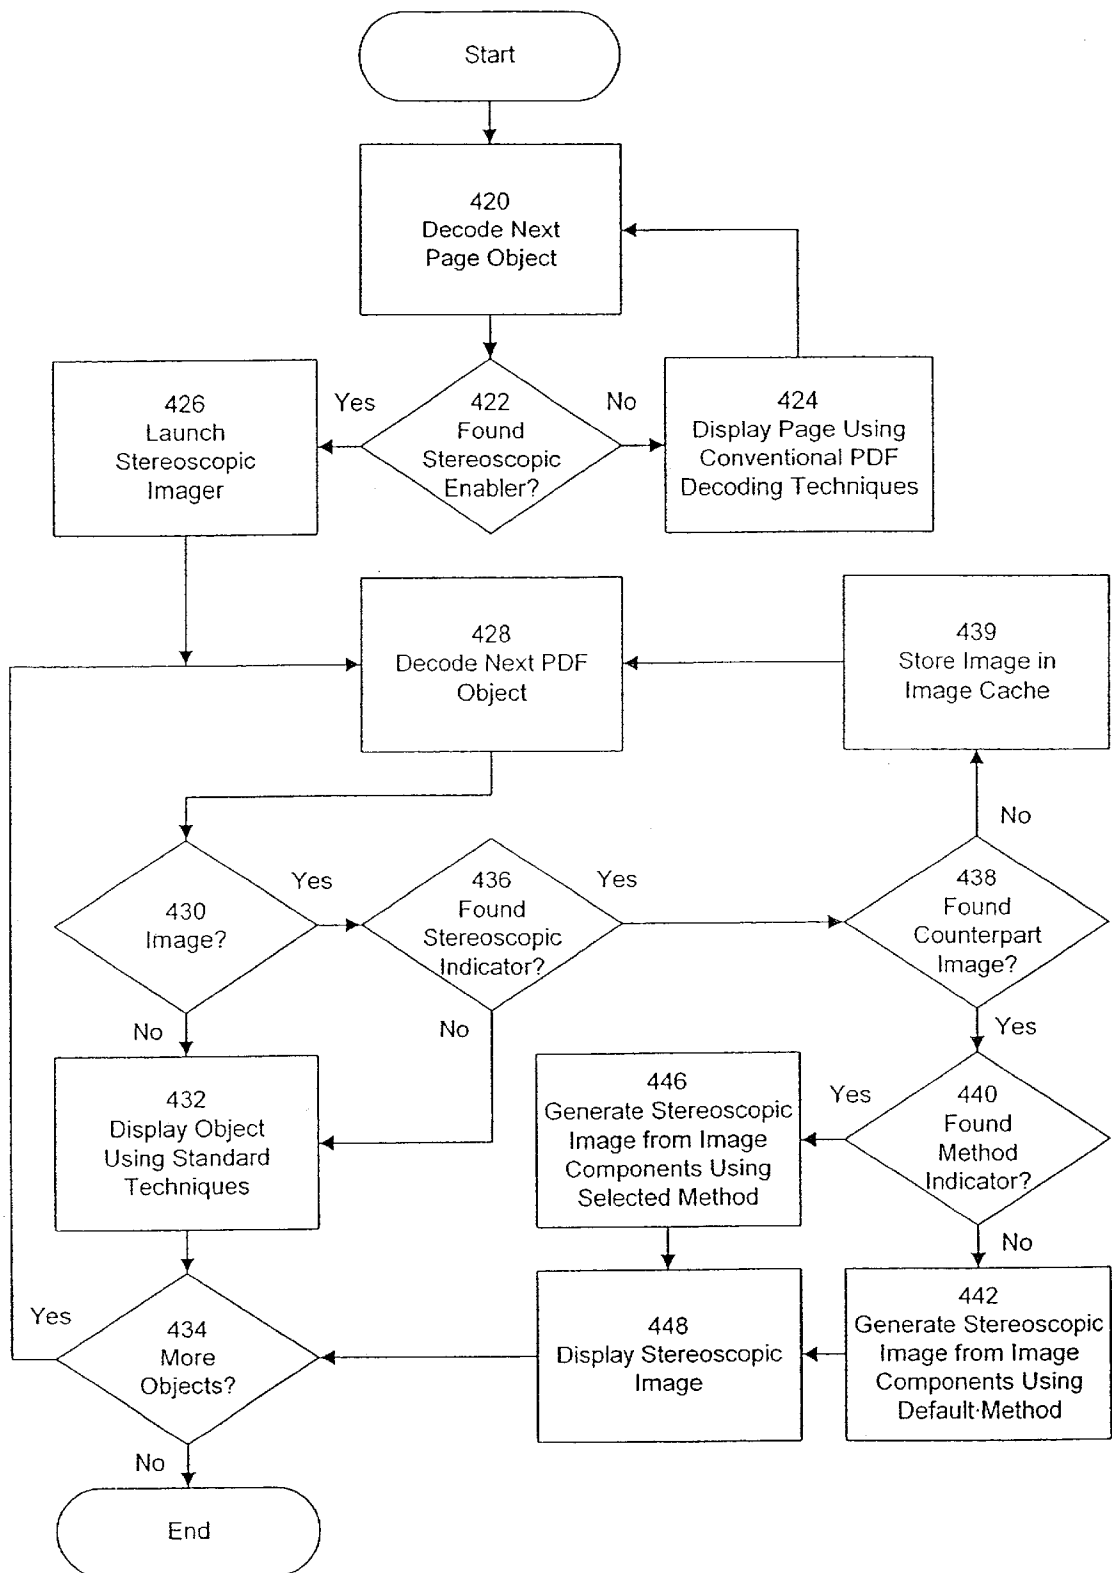 Start
420
Decode Next
Page Object
426
Launch
Stereoscopic
Imager
Yes
422
Found
Stereoscopic
Enabler?
No
424
Display Page Using
Conventional PDF
Decoding Techniques
428
Decode Next PDF
Object
439
Store Image in
Image Cache
No
430
Image?
Yes
436
Found
Stereoscopic
Indicator?
Yes
438
Found
Counterpart
Image?
No
No
Yes
432
Display Object
Using Standard
Techniques
446
Generate Stereoscopic
Image from Image
Components Using
Selected Method
Yes
440
Found
Method
Indicator?
No
Yes
434
More
Objects?
448
Display Stereoscopic
Image
442
Generate Stereoscopic
Image from Image
Components Using
Default·Method
No
End